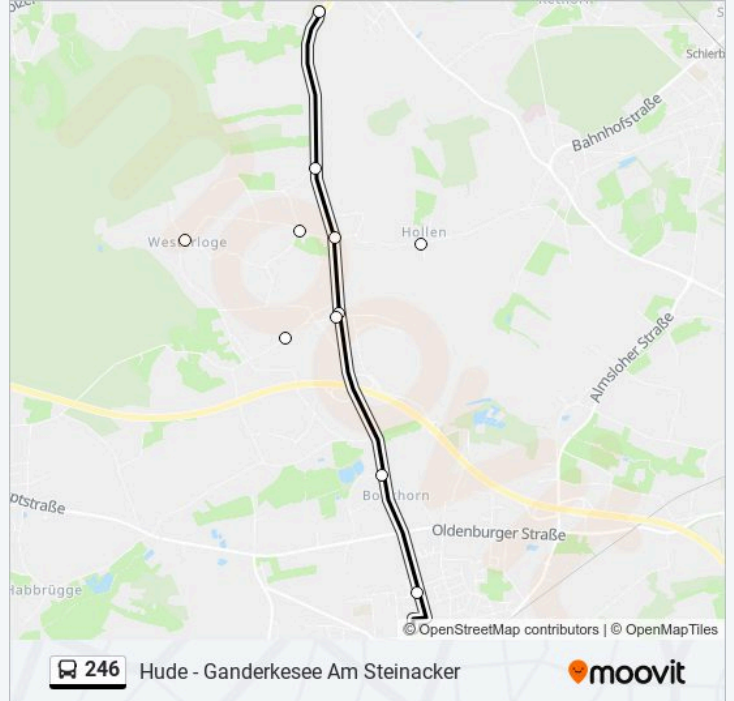 Schierb
Bahnhofstraße
Westerloge
Hollen
Almsloher Straße
Bookhorn
ptstraße
Oldenburger Straße
Habbrügge
© OpenStreetMap contributors | © OpenMapTiles
246 Hude - Ganderkesee Am Steinacker moovit